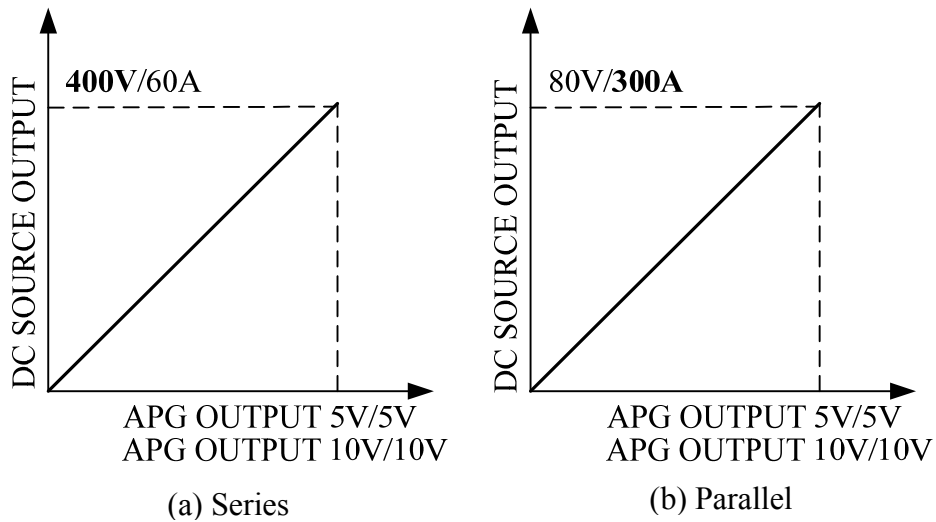 DC SOURCE OUTPUT
400V/60A
APG OUTPUT 5V/5V
APG OUTPUT 10V/10V
(a) Series
DC SOURCE OUTPUT
80V/300A
APG OUTPUT 5V/5V
APG OUTPUT 10V/10V
(b) Parallel